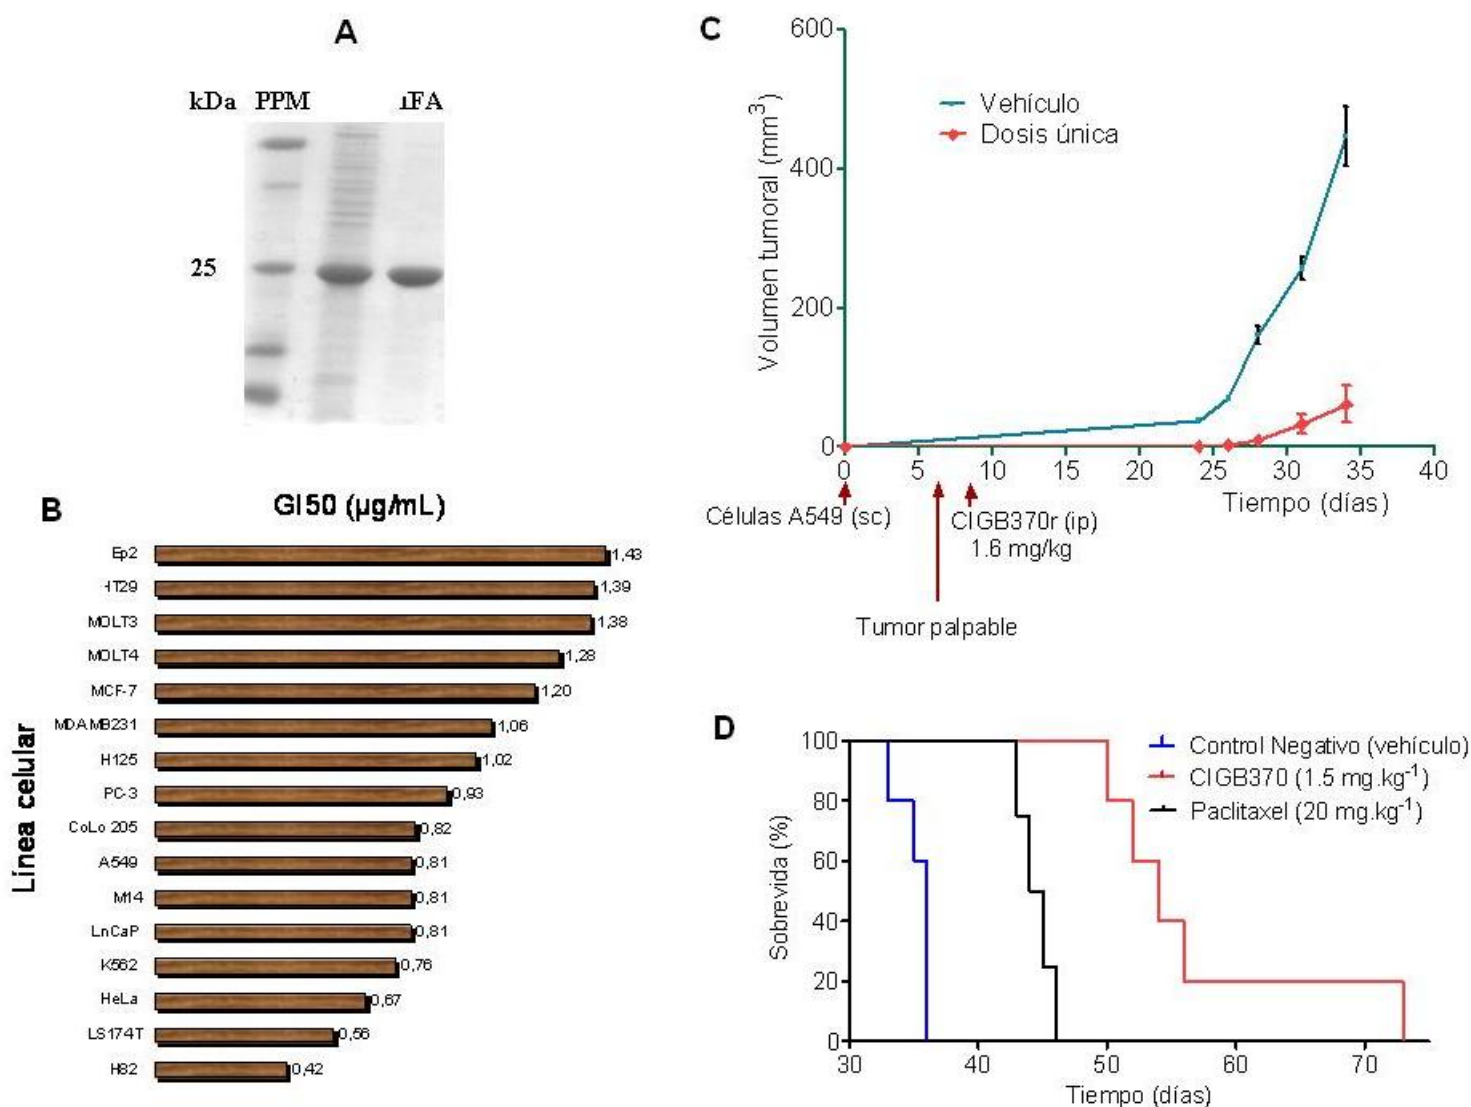 A
kDa PPM rFA
25
B
GI50 (µg/mL)
Línea celular
Ep2 1,43
HT29 1,39
MOLT3 1,38
MOLT4 1,28
MCF-7 1,20
MDAMB231 1,06
H125 1,02
PC-3 0,93
CoLo 205 0,82
A549 0,81
M14 0,81
LnCaP 0,81
K562 0,76
HeLa 0,67
LS174T 0,56
H82 0,42
C
Volumen tumoral (mm³)
600
400
200
0
Vehículo
Dosis única
0 5 10 15 20 25 30 35 40
Tiempo (días)
Células A549 (sc)
CIGB370r (ip)
1.6 mg/kg
Tumor palpable
D
Sobrevida (%)
100
80
60
40
20
0
Control Negativo (vehículo)
CIGB370 (1.5 mg.kg⁻¹)
Paclitaxel (20 mg.kg⁻¹)
30 40 50 60 70
Tiempo (días)